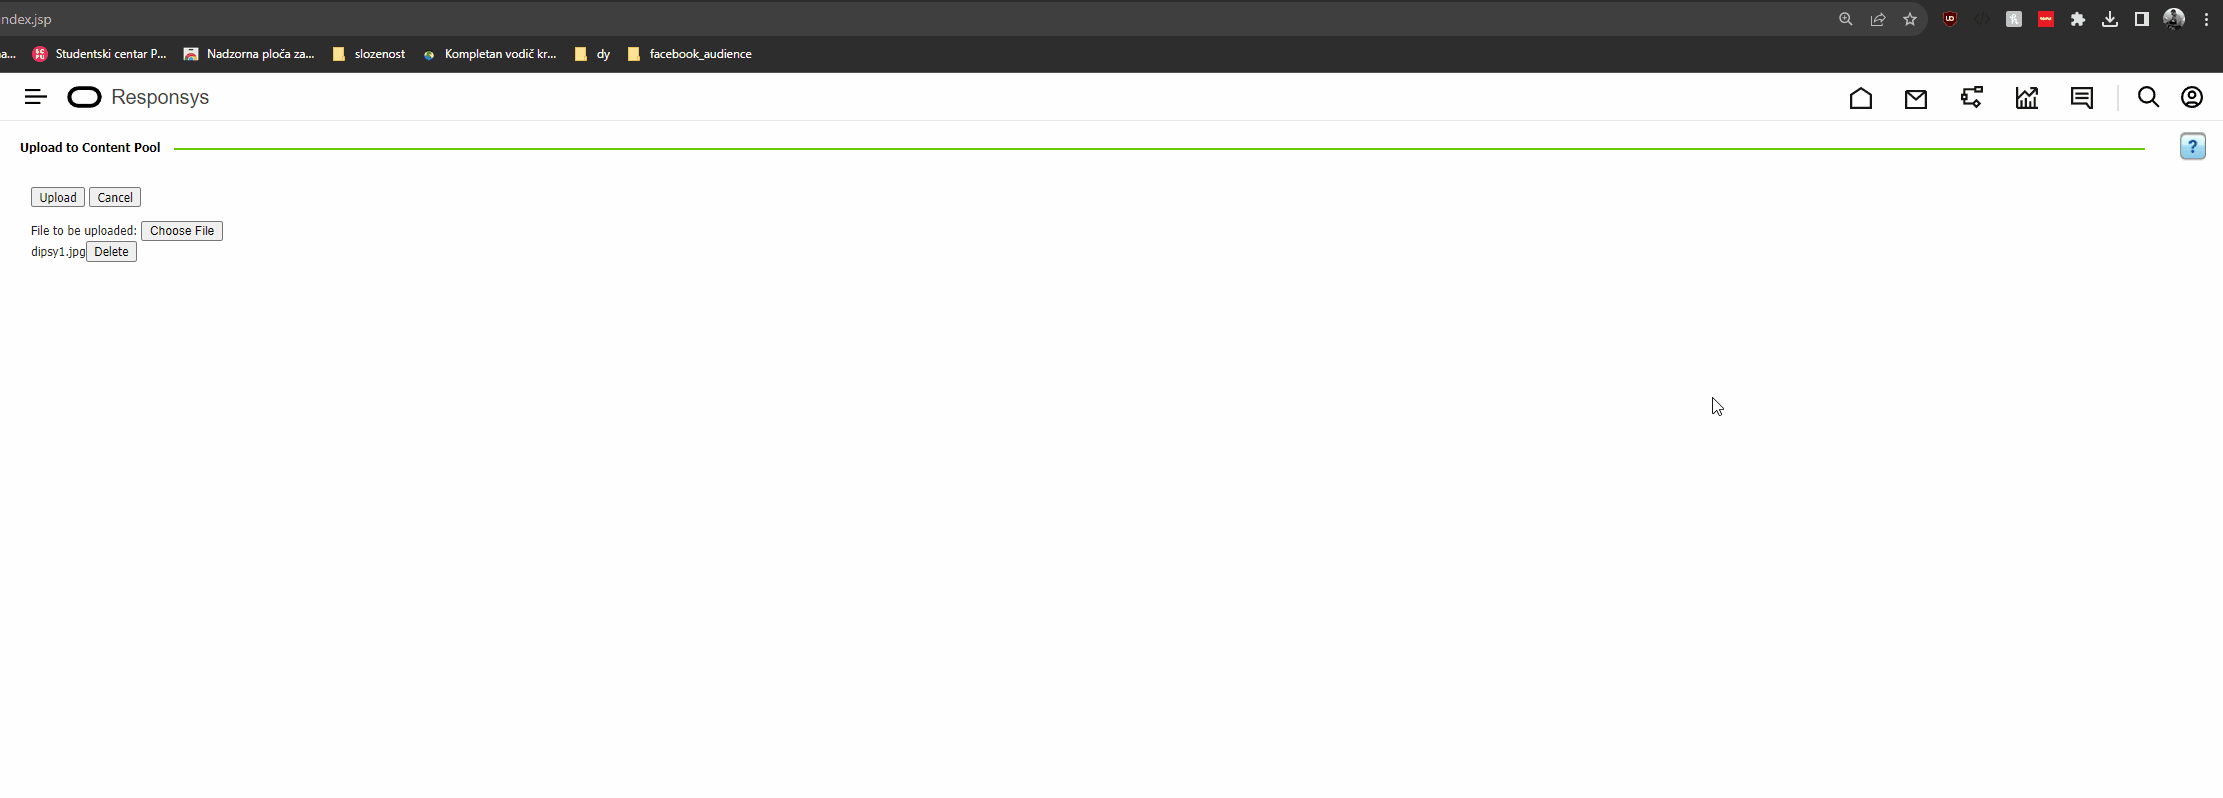 ndex.jsp
a... Studentski centar P... Nadzorna ploča za... slozenost Kompletan vodič kr... dy facebook_audience
Responsys
Upload to Content Pool
?
Upload Cancel
File to be uploaded: Choose File
dipsy1.jpg Delete